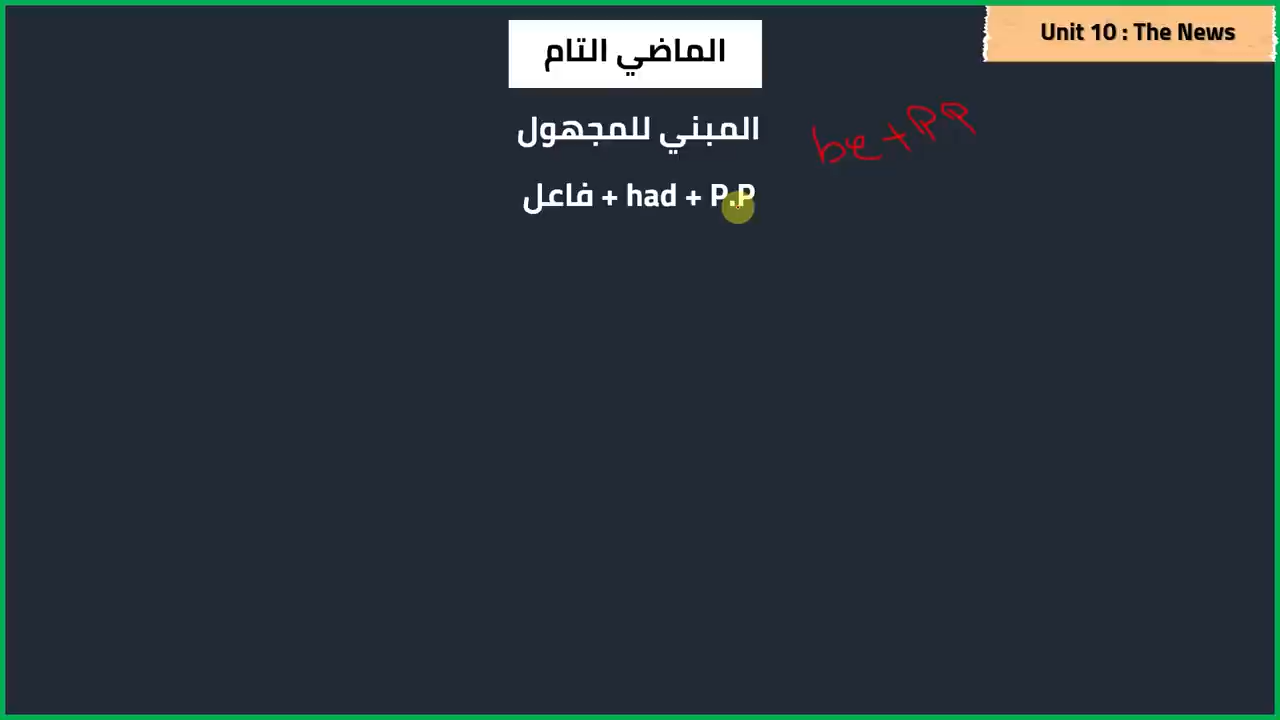 Unit 10 : The News
الماضي التام
المبني للمجهول
be + PP
فاعل + had + P.P